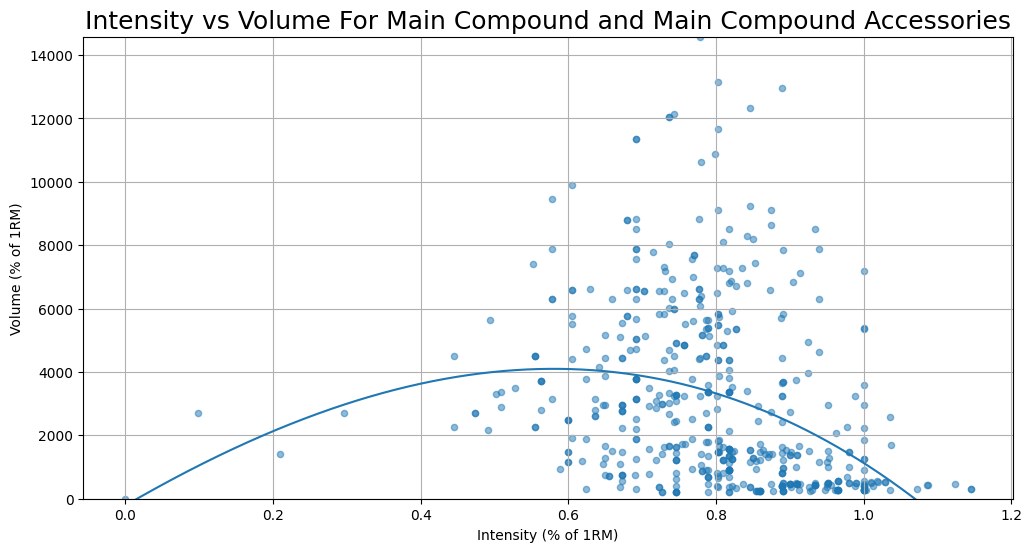 Intensity vs Volume For Main Compound and Main Compound Accessories
14000
12000
10000
8000
6000
4000
2000
0
Volume (% of 1RM)
0.0 0.2 0.4 0.6 0.8 1.0 1.2
Intensity (% of 1RM)